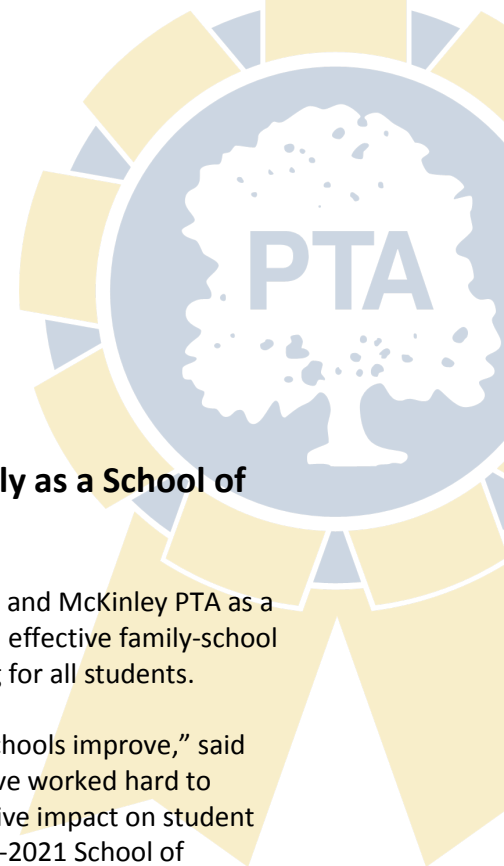 PTA
ly as a School of
and McKinley PTA as a
effective family-school
for all students.
chools improve,” said
ve worked hard to
ive impact on student
-2021 School of